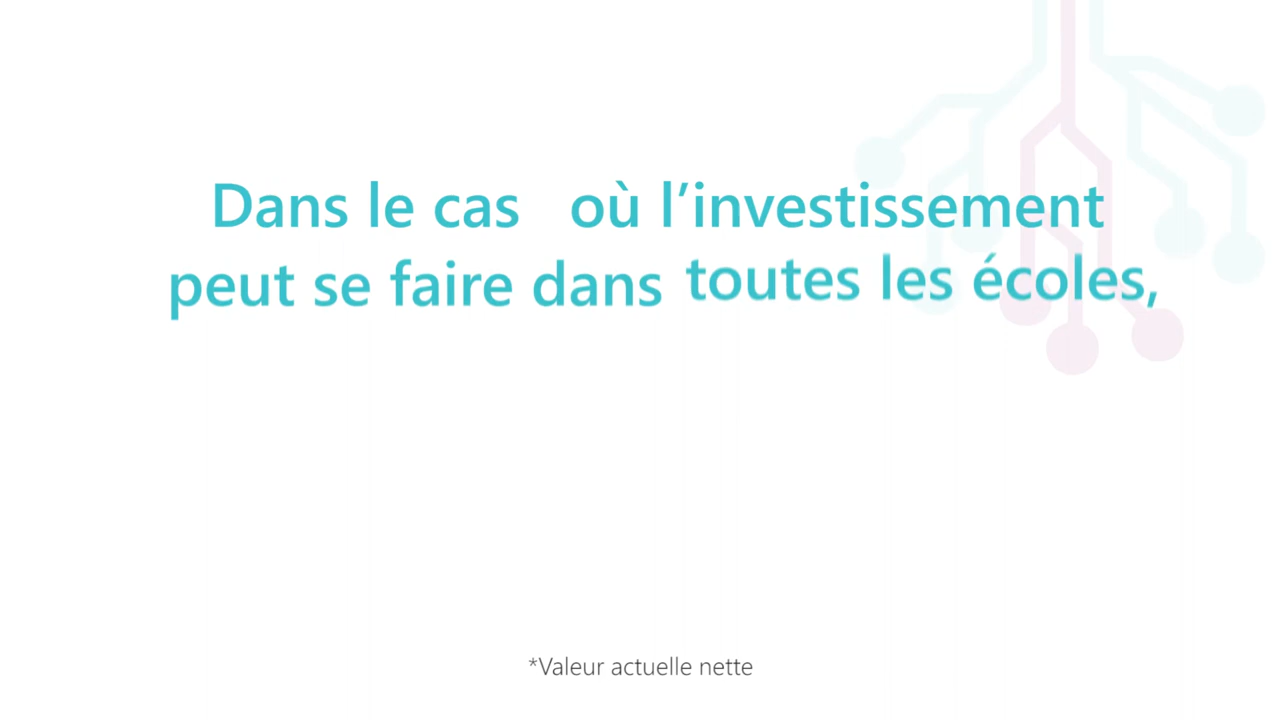 Dans le cas où l’investissement
peut se faire dans toutes les écoles,
*Valeur actuelle nette